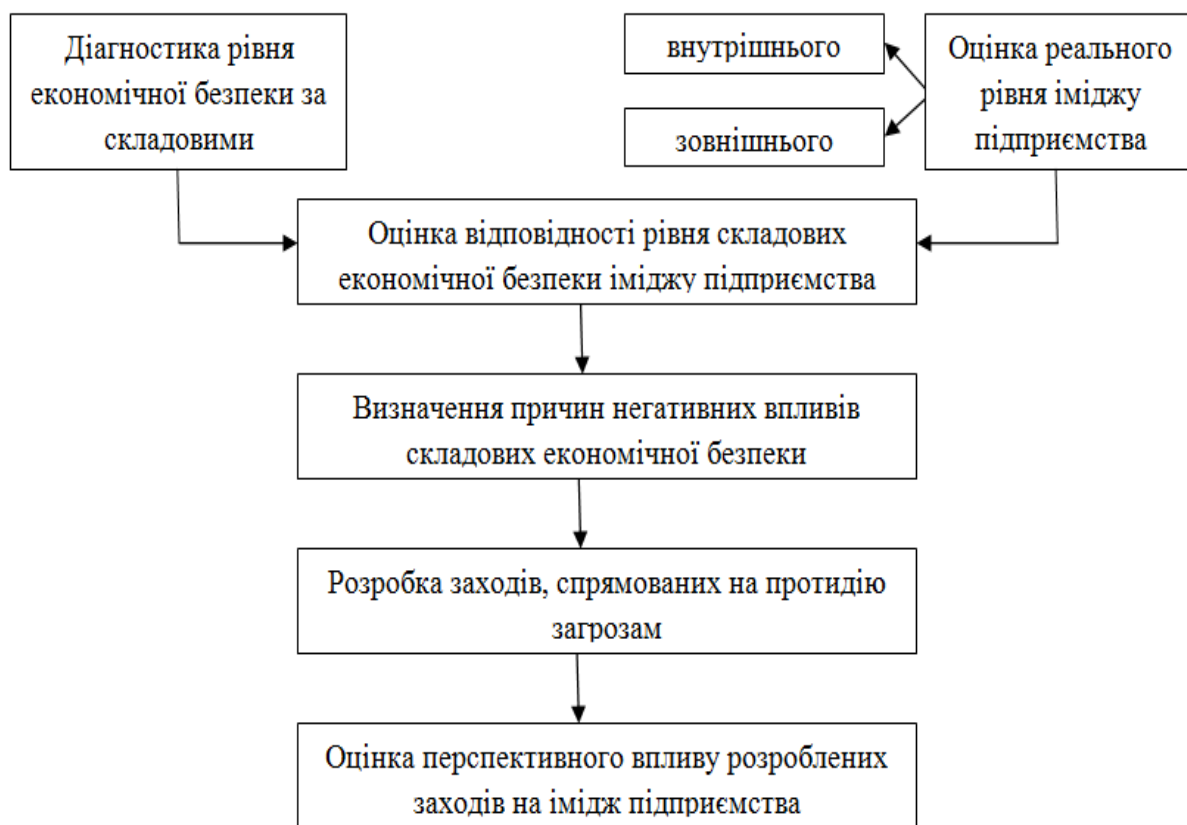 Діагностика рівня
економічної безпеки за
складовими
внутрішнього
зовнішнього
Оцінка реального
рівня іміджу
підприємства
Оцінка відповідності рівня складових
економічної безпеки іміджу підприємства
Визначення причин негативних впливів
складових економічної безпеки
Розробка заходів, спрямованих на протидію
загрозам
Оцінка перспективного впливу розроблених
заходів на імідж підприємства